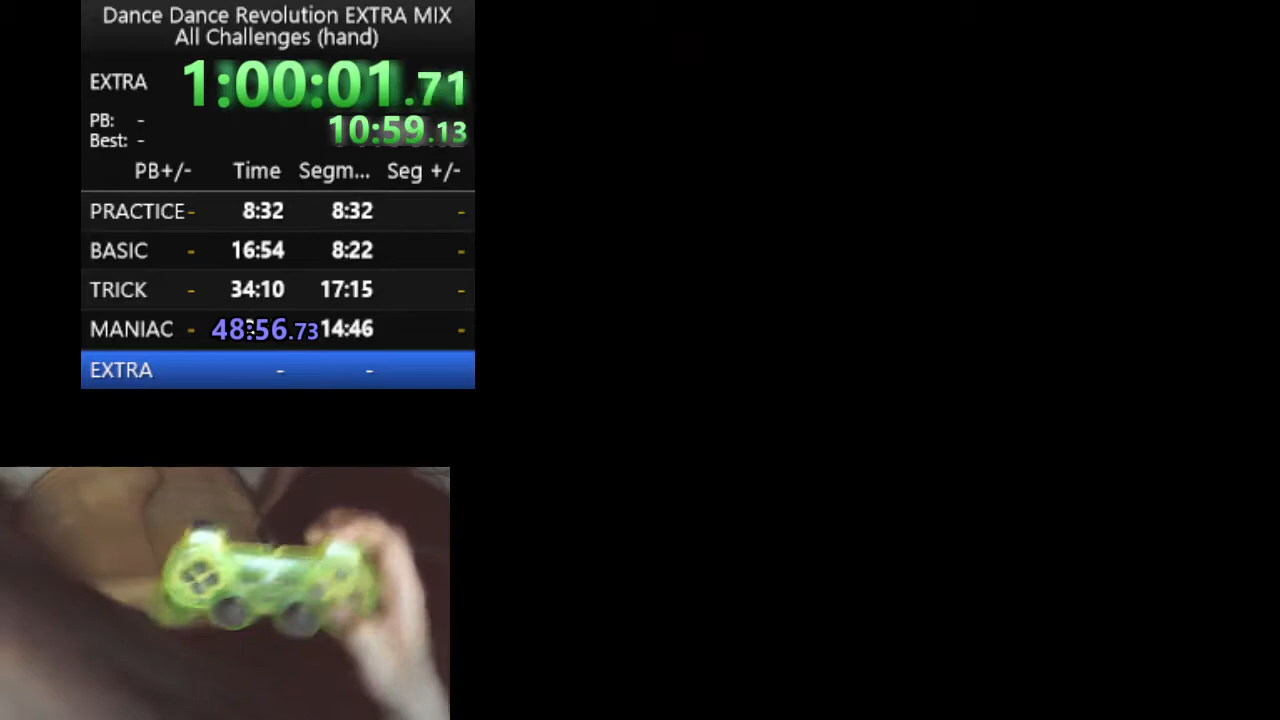 Dance Dance Revolution EXTRA MIX
All Challenges (hand)
EXTRA 1:00:01.71
PB: - 10:59.13
Best: -
PB+/- Time Segm... Seg +/-
PRACTICE - 8:32 8:32 -
BASIC - 16:54 8:22 -
TRICK - 34:10 17:15 -
MANIAC - 48:56.73 14:46 -
EXTRA - -